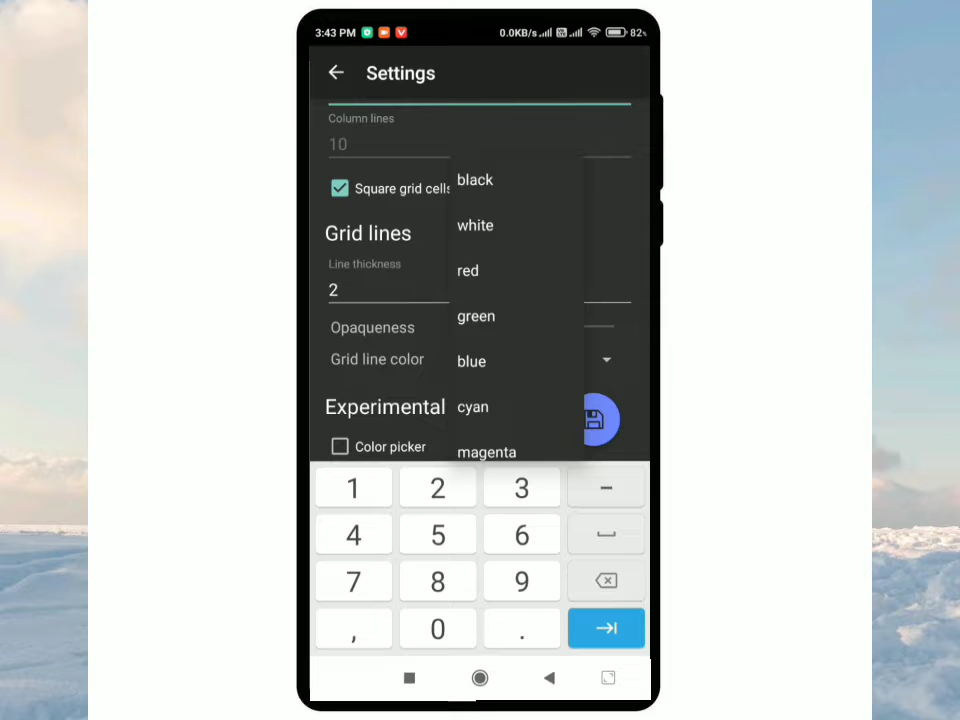 3:43 PM 0.0KB/s 82%
Settings
Column lines
10
Square grid cells
Grid lines
Line thickness
2
Opaqueness
Grid line color
Experimental
Color picker
black
white
red
green
blue
cyan
magenta
1 2 3 -
4 5 6
7 8 9
, 0 .